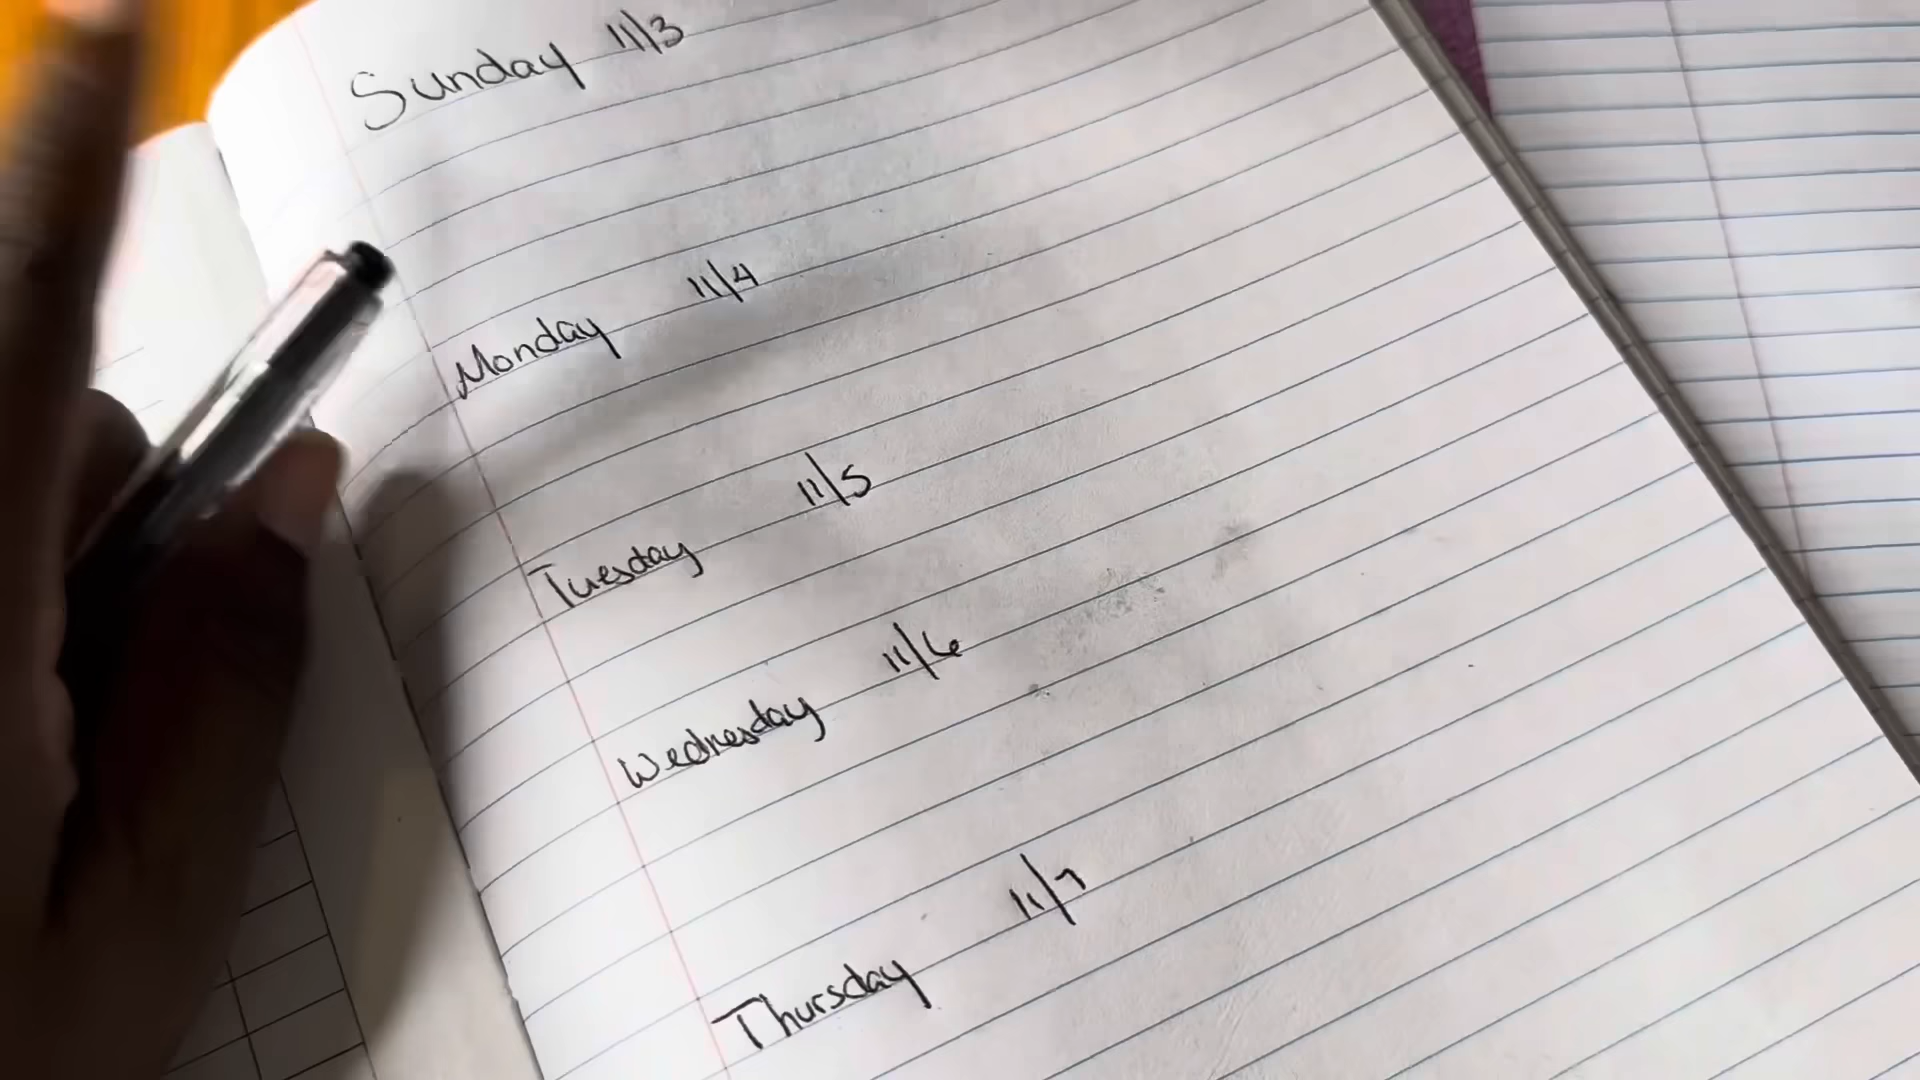 Sunday 11/3
Monday 11/4
Tuesday 11/5
Wednesday 11/6
Thursday 11/7